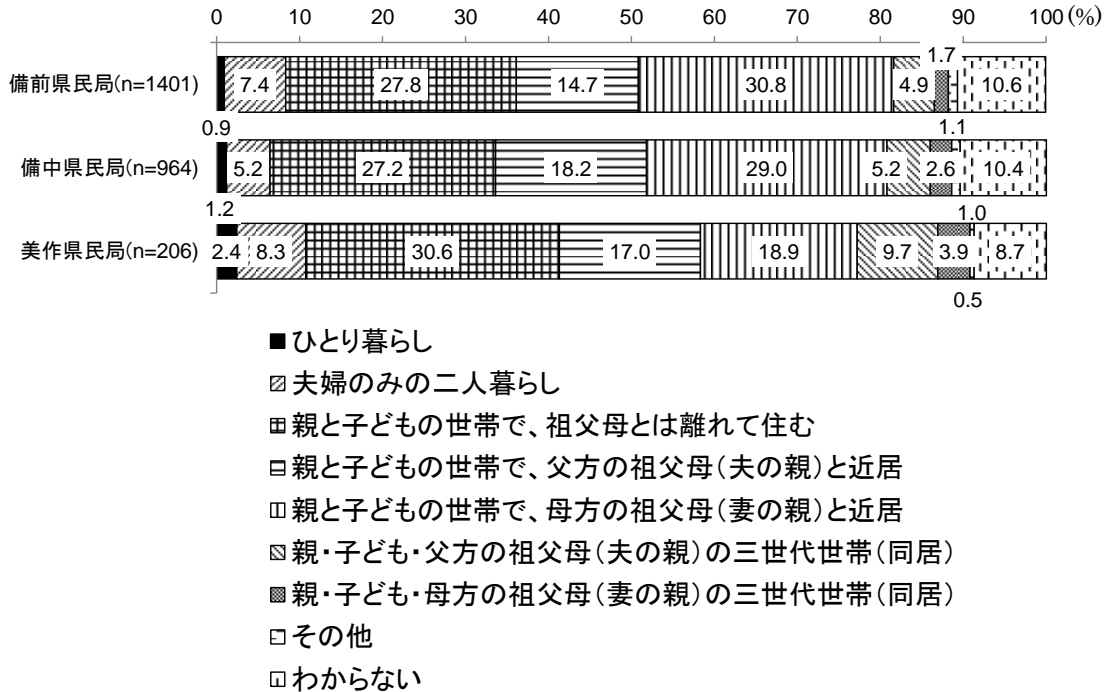 0 10 20 30 40 50 60 70 80 90 100 (%)
1.7
備前県民局(n=1401) 7.4 27.8 14.7 30.8 4.9 10.6
0.9 1.1
備中県民局(n=964) 5.2 27.2 18.2 29.0 5.2 2.6 10.4
1.2 1.0
美作県民局(n=206) 2.4 8.3 30.6 17.0 18.9 9.7 3.9 8.7
0.5
ひとり暮らし
夫婦のみの二人暮らし
親と子どもの世帯で、祖父母とは離れて住む
親と子どもの世帯で、父方の祖父母(夫の親)と近居
親と子どもの世帯で、母方の祖父母(妻の親)と近居
親・子ども・父方の祖父母(夫の親)の三世代世帯(同居)
親・子ども・母方の祖父母(妻の親)の三世代世帯(同居)
その他
わからない